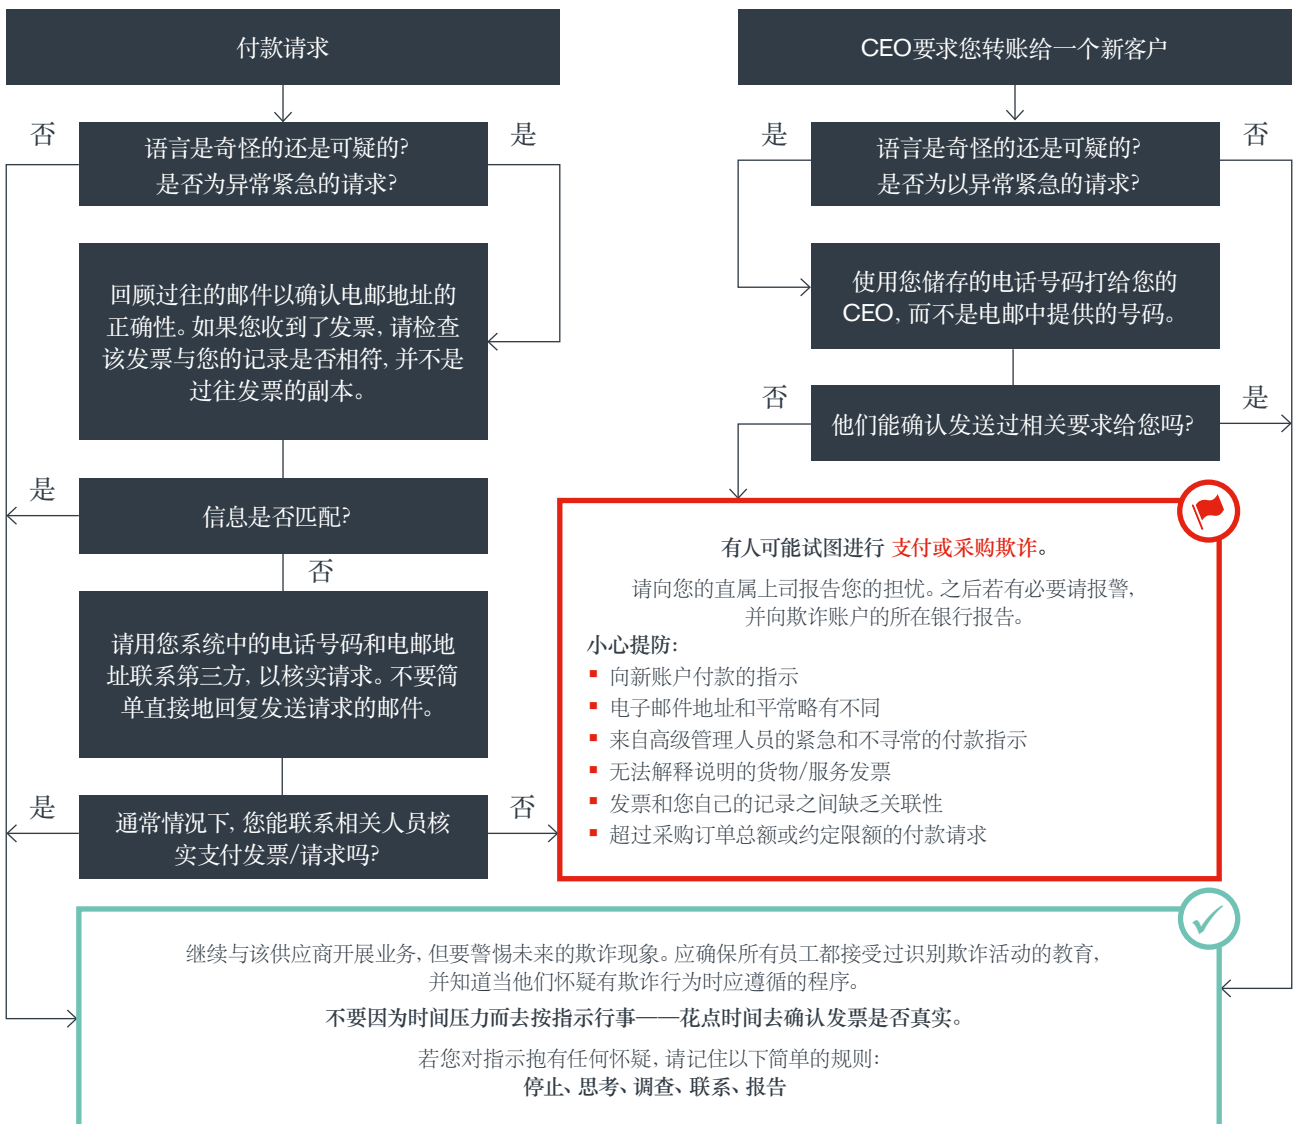 付款请求
否
是
语言是奇怪的还是可疑的?
是否为异常紧急的请求?
回顾过往的邮件以确认电邮地址的
正确性。如果您收到了发票, 请检查
该发票与您的记录是否相符, 并不是
过往发票的副本。
是
信息是否匹配?
否
请用您系统中的电话号码和电邮地
址联系第三方, 以核实请求。不要简
单直接地回复发送请求的邮件。
是
否
通常情况下, 您能联系相关人员核
实支付发票/请求吗?
CEO要求您转账给一个新客户
是
否
语言是奇怪的还是可疑的?
是否为以异常紧急的请求?
使用您储存的电话号码打给您的
CEO, 而不是电邮中提供的号码。
否
是
他们能确认发送过相关要求给您吗?
有人可能试图进行 支付或采购欺诈。
请向您的直属上司报告您的担忧。之后若有必要请报警,
并向欺诈账户的所在银行报告。
小心提防:
▪ 向新账户付款的指示
▪ 电子邮件地址和平常略有不同
▪ 来自高级管理人员的紧急和不寻常的付款指示
▪ 无法解释说明的货物/服务发票
▪ 发票和您自己的记录之间缺乏关联性
▪ 超过采购订单总额或约定限额的付款请求
继续与该供应商开展业务, 但要警惕未来的欺诈现象。应确保所有员工都接受过识别欺诈活动的教育,
并知道当他们怀疑有欺诈行为时应遵循的程序。
不要因为时间压力而去按指示行事——花点时间去确认发票是否真实。
若您对指示抱有任何怀疑, 请记住以下简单的规则:
停止、思考、调查、联系、报告